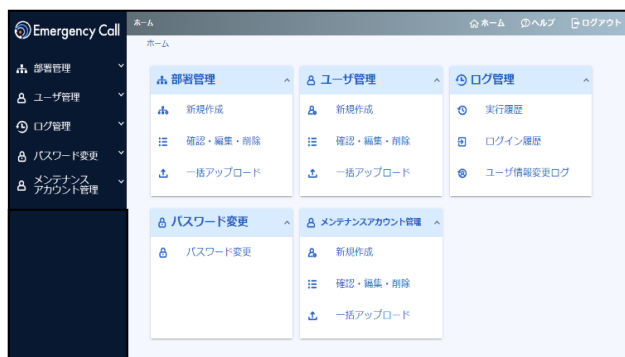 Emergency Call
ホーム
ホーム
ヘルプ
ログアウト
ホーム
部署管理
ユーザ管理
ログ管理
パスワード変更
メンテナンス
アカウント管理
部署管理
新規作成
確認・編集・削除
一括アップロード
ユーザ管理
新規作成
確認・編集・削除
一括アップロード
ログ管理
実行履歴
ログイン履歴
ユーザ情報変更ログ
パスワード変更
パスワード変更
メンテナンスアカウント管理
新規作成
確認・編集・削除
一括アップロード